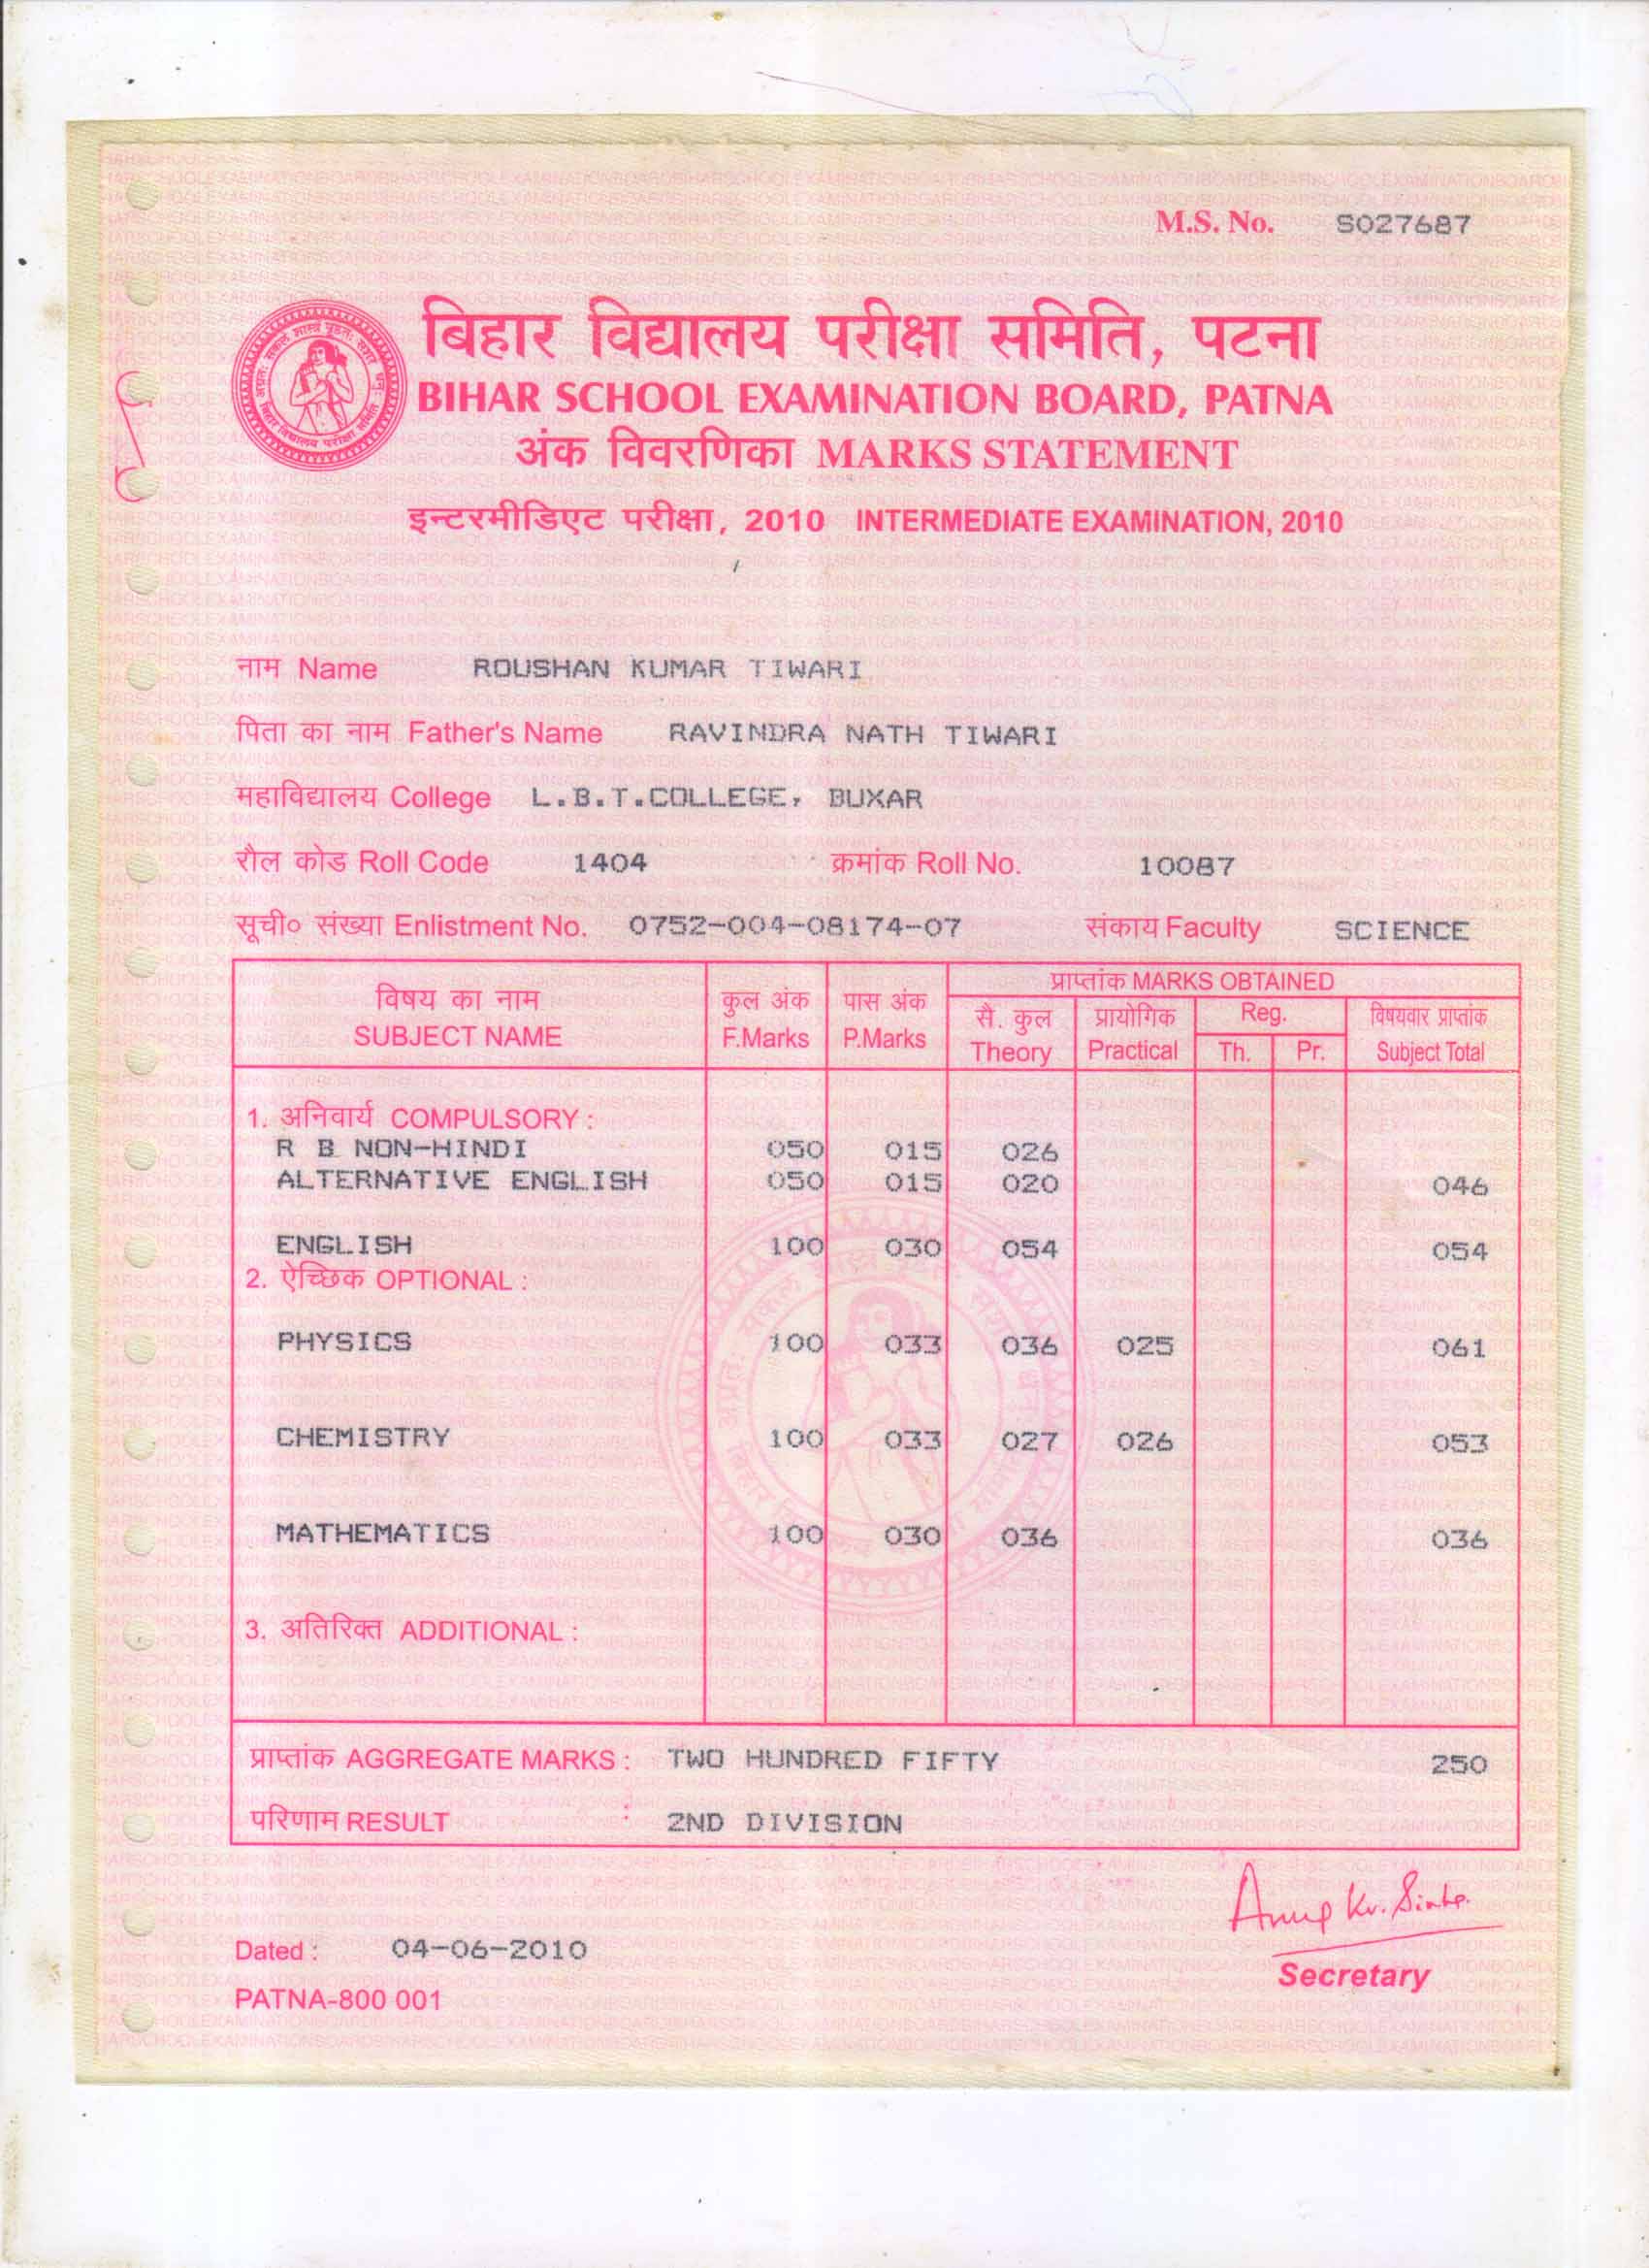 M.S. No. S027687
बिहार विद्यालय परीक्षा समिति, पटना
BIHAR SCHOOL EXAMINATION BOARD, PATNA
अंक विवरणिका MARKS STATEMENT
इन्टरमीडिएट परीक्षा, 2010 INTERMEDIATE EXAMINATION, 2010
नाम Name ROUSHAN KUMAR TIWARI
पिता का नाम Father's Name RAVINDRA NATH TIWARI
महाविद्यालय College L.B.T.COLLEGE, BUXAR
रौल कोड Roll Code 1404 क्रमांक Roll No. 10087
सूची० संख्या Enlistment No. 0752-004-08174-07 संकाय Faculty SCIENCE
विषय का नाम कुल अंक पास अंक प्राप्तांक MARKS OBTAINED
SUBJECT NAME F.Marks P.Marks सै. कुल प्रायोगिक Reg. विषयवार प्राप्तांक
Theory Practical Th. Pr. Subject Total
1. अनिवार्य COMPULSORY :
R B NON-HINDI 050 015 026
ALTERNATIVE ENGLISH 050 015 020 046
ENGLISH 100 030 054 054
2. ऐच्छिक OPTIONAL :
PHYSICS 100 033 036 025 061
CHEMISTRY 100 033 027 026 053
MATHEMATICS 100 030 036 036
3. अतिरिक्त ADDITIONAL :
प्राप्तांक AGGREGATE MARKS : TWO HUNDRED FIFTY 250
परिणाम RESULT : 2ND DIVISION
Anup Kr. Sinha
Dated : 04-06-2010
Secretary
PATNA-800 001